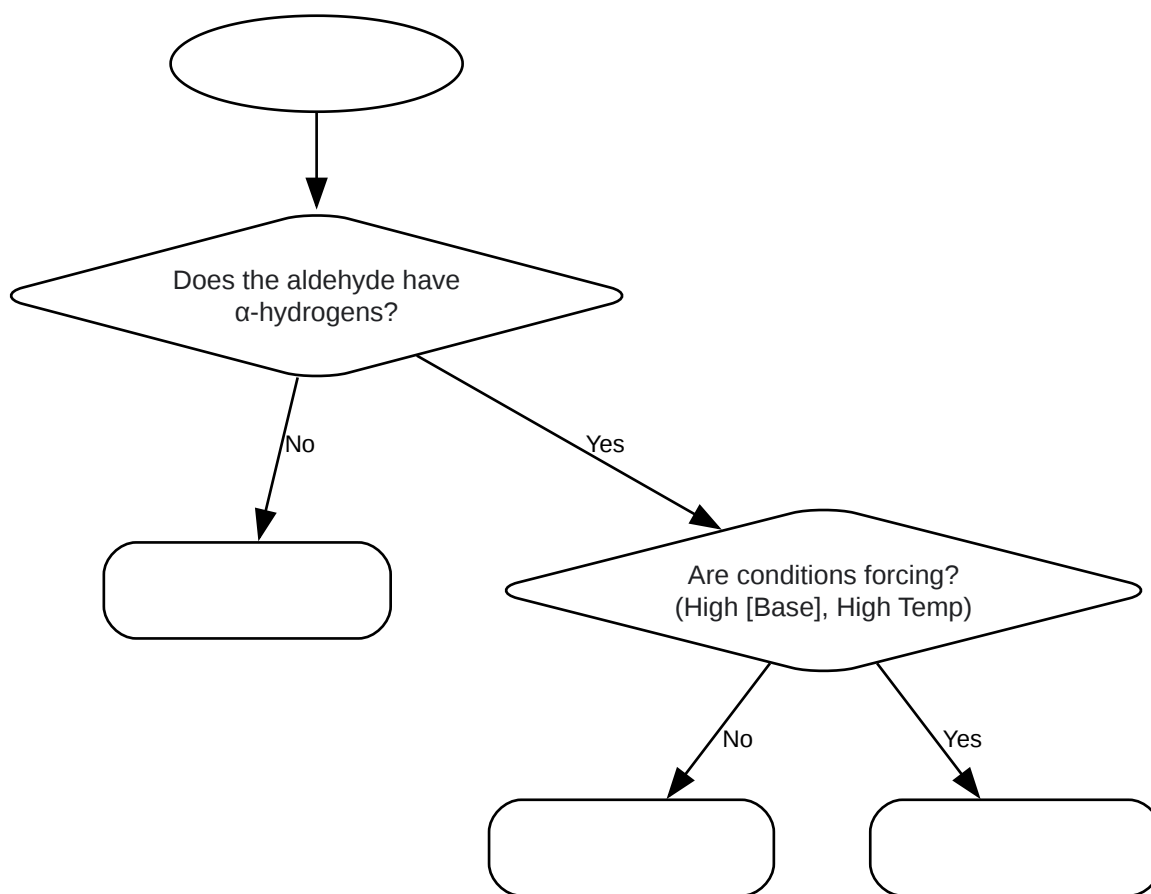 Does the aldehyde have
α-hydrogens?
No
Yes
Are conditions forcing?
(High [Base], High Temp)
No
Yes